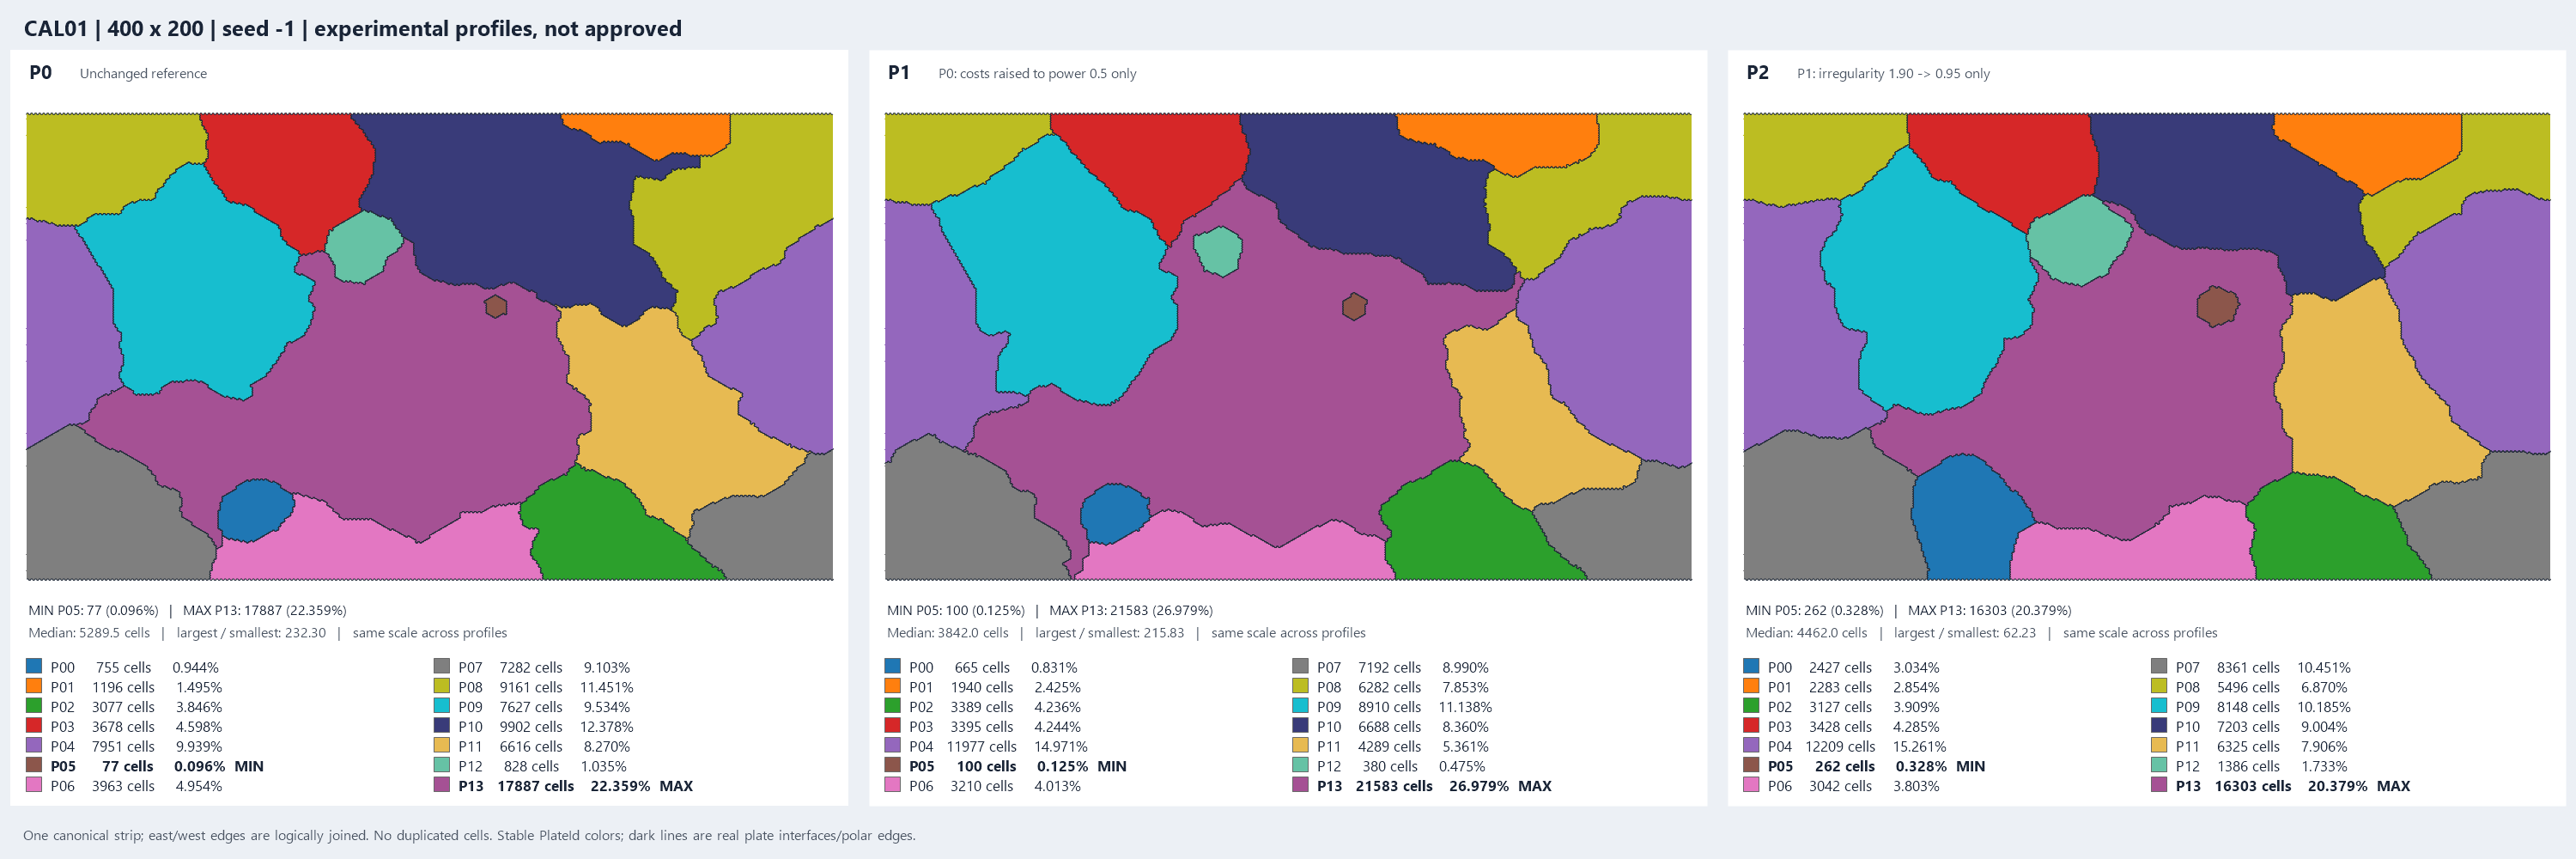 CAL01 | 400 x 200 | seed -1 | experimental profiles, not approved
P0 Unchanged reference
MIN P05: 77 (0.096%) | MAX P13: 17887 (22.359%)
Median: 5289.5 cells | largest / smallest: 232.30 | same scale across profiles
P00 755 cells 0.944%
P01 1196 cells 1.495%
P02 3077 cells 3.846%
P03 3678 cells 4.598%
P04 7951 cells 9.939%
P05 77 cells 0.096% MIN
P06 3963 cells 4.954%
P07 7282 cells 9.103%
P08 9161 cells 11.451%
P09 7627 cells 9.534%
P10 9902 cells 12.378%
P11 6616 cells 8.270%
P12 828 cells 1.035%
P13 17887 cells 22.359% MAX
P1 P0: costs raised to power 0.5 only
MIN P05: 100 (0.125%) | MAX P13: 21583 (26.979%)
Median: 3842.0 cells | largest / smallest: 215.83 | same scale across profiles
P00 665 cells 0.831%
P01 1940 cells 2.425%
P02 3389 cells 4.236%
P03 3395 cells 4.244%
P04 11977 cells 14.971%
P05 100 cells 0.125% MIN
P06 3210 cells 4.013%
P07 7192 cells 8.990%
P08 6282 cells 7.853%
P09 8910 cells 11.138%
P10 6688 cells 8.360%
P11 4289 cells 5.361%
P12 380 cells 0.475%
P13 21583 cells 26.979% MAX
P2 P1: irregularity 1.90 -> 0.95 only
MIN P05: 262 (0.328%) | MAX P13: 16303 (20.379%)
Median: 4462.0 cells | largest / smallest: 62.23 | same scale across profiles
P00 2427 cells 3.034%
P01 2283 cells 2.854%
P02 3127 cells 3.909%
P03 3428 cells 4.285%
P04 12209 cells 15.261%
P05 262 cells 0.328% MIN
P06 3042 cells 3.803%
P07 8361 cells 10.451%
P08 5496 cells 6.870%
P09 8148 cells 10.185%
P10 7203 cells 9.004%
P11 6325 cells 7.906%
P12 1386 cells 1.733%
P13 16303 cells 20.379% MAX
One canonical strip; east/west edges are logically joined. No duplicated cells. Stable PlateId colors; dark lines are real plate interfaces/polar edges.